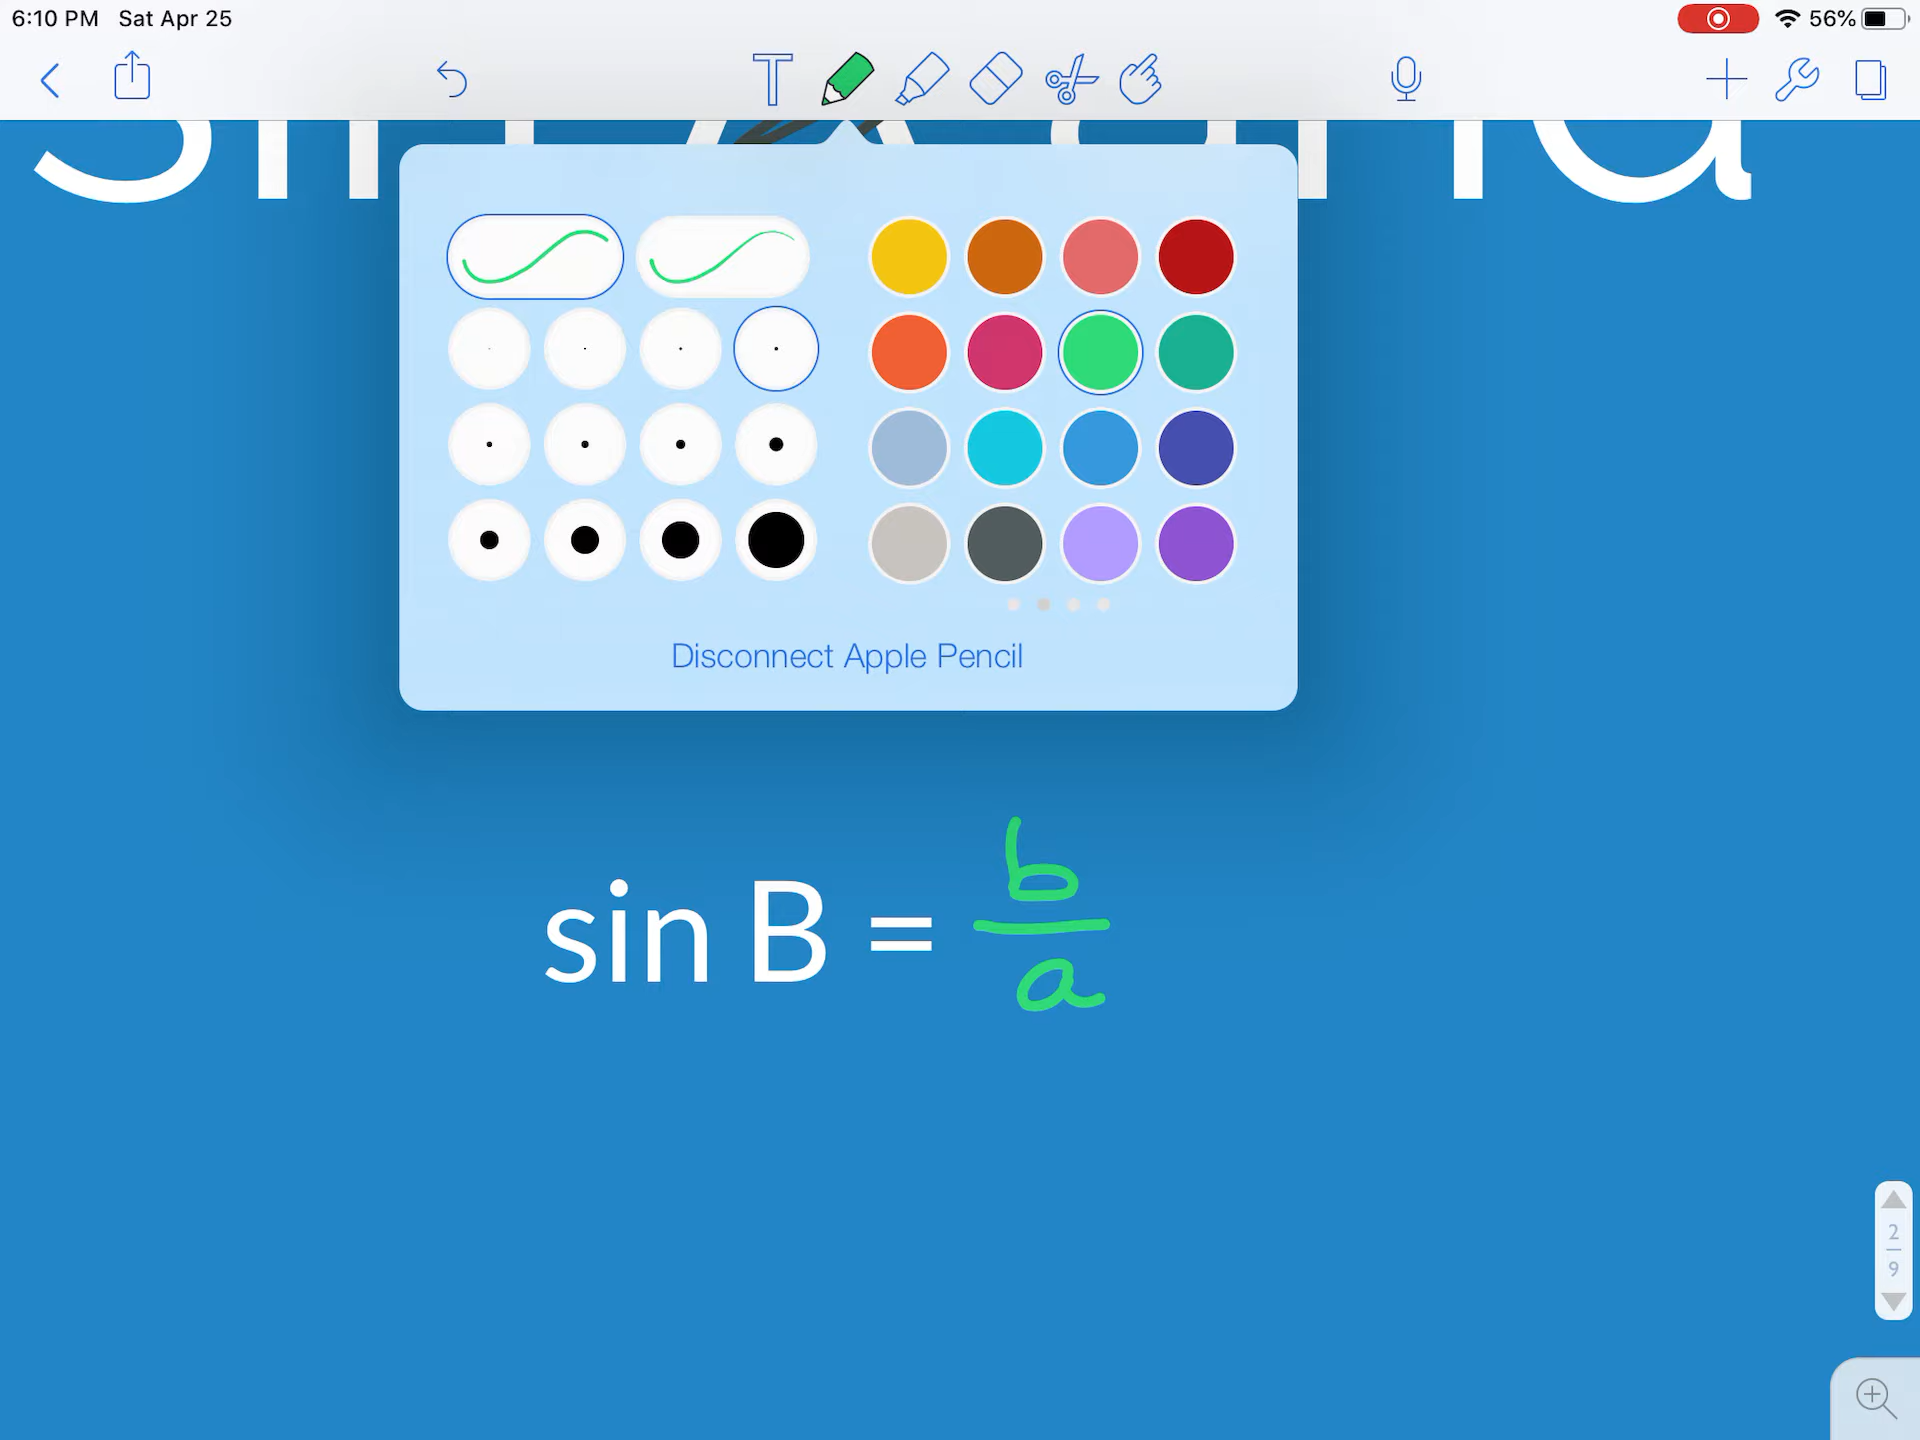 6:10 PM Sat Apr 25
56%
T
Disconnect Apple Pencil
sin B = b/a
2
9